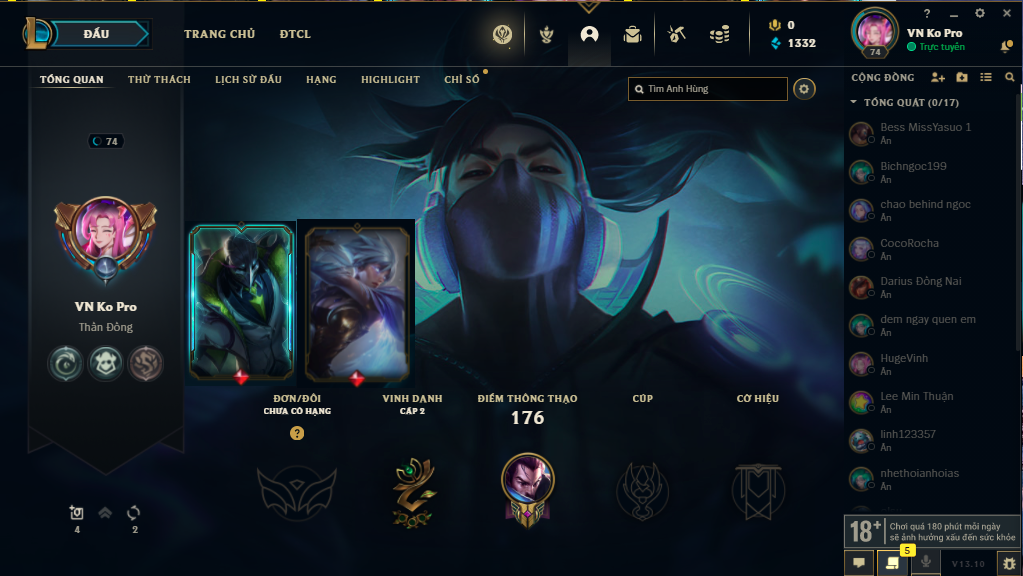 ĐẤU
TRANG CHỦ
ĐTCL
0
1332
?
VN Ko Pro
Trực tuyến
74
TỔNG QUAN
THỬ THÁCH
LỊCH SỬ ĐẤU
HẠNG
HIGHLIGHT
CHỈ SỐ
Tìm Anh Hùng
CỘNG ĐỒNG
TỔNG QUÁT (0/17)
Bess MissYasuo 1
Ẩn
Bichngoc199
Ẩn
chao behind ngoc
Ẩn
CocoRocha
Ẩn
Darius Đồng Nai
Ẩn
dem ngay quen em
Ẩn
HugeVinh
Ẩn
Lee Min Thuận
Ẩn
linh123357
Ẩn
nhethoianhoias
Ẩn
74
VN Ko Pro
Thần Đồng
4
2
ĐƠN/ĐÔI
CHƯA CÓ HẠNG
?
VINH DANH
CẤP 2
ĐIỂM THÔNG THẠO
176
CÚP
CỜ HIỆU
18+
Chơi quá 180 phút mỗi ngày
sẽ ảnh hưởng xấu đến sức khỏe
5
V13.10